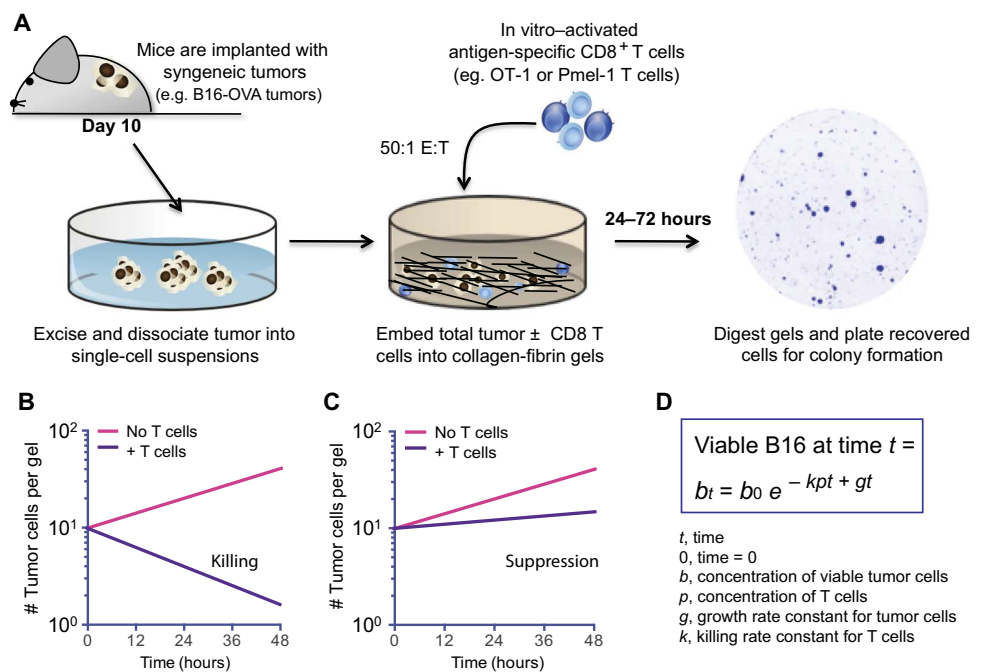 A
Mice are implanted with
syngeneic tumors
(e.g. B16-OVA tumors)
Day 10
In vitro–activated
antigen-specific CD8⁺ T cells
(eg. OT-1 or Pmel-1 T cells)
50:1 E:T
24–72 hours
Excise and dissociate tumor into
single-cell suspensions
Embed total tumor ± CD8 T
cells into collagen-fibrin gels
Digest gels and plate recovered
cells for colony formation
B
# Tumor cells per gel
10²
10¹
10⁰
No T cells
+ T cells
Killing
0 12 24 36 48
Time (hours)
C
# Tumor cells per gel
10²
10¹
10⁰
No T cells
+ T cells
Suppression
0 12 24 36 48
Time (hours)
D
Viable B16 at time t =
bt = b0 e – kpt + gt
t, time
0, time = 0
b, concentration of viable tumor cells
p, concentration of T cells
g, growth rate constant for tumor cells
k, killing rate constant for T cells